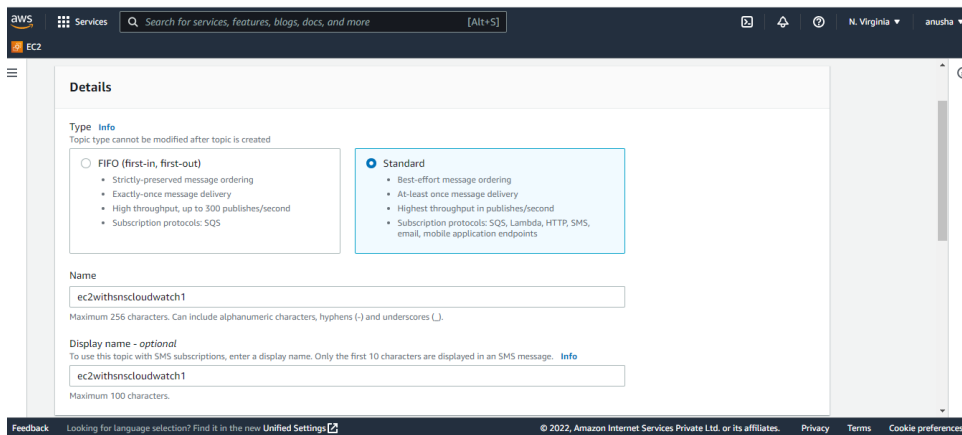 aws
Services
Search for services, features, blogs, docs, and more
[Alt+S]
N. Virginia
anusha
EC2
Details
Type Info
Topic type cannot be modified after topic is created
FIFO (first-in, first-out)
Strictly-preserved message ordering
Exactly-once message delivery
High throughput, up to 300 publishes/second
Subscription protocols: SQS
Standard
Best-effort message ordering
At-least once message delivery
Highest throughput in publishes/second
Subscription protocols: SQS, Lambda, HTTP, SMS,
email, mobile application endpoints
Name
ec2withsnscloudwatch1
Maximum 256 characters. Can include alphanumeric characters, hyphens (-) and underscores (_).
Display name - optional
To use this topic with SMS subscriptions, enter a display name. Only the first 10 characters are displayed in an SMS message. Info
ec2withsnscloudwatch1
Maximum 100 characters.
Feedback
Looking for language selection? Find it in the new Unified Settings
© 2022, Amazon Internet Services Private Ltd. or its affiliates.
Privacy
Terms
Cookie preferences